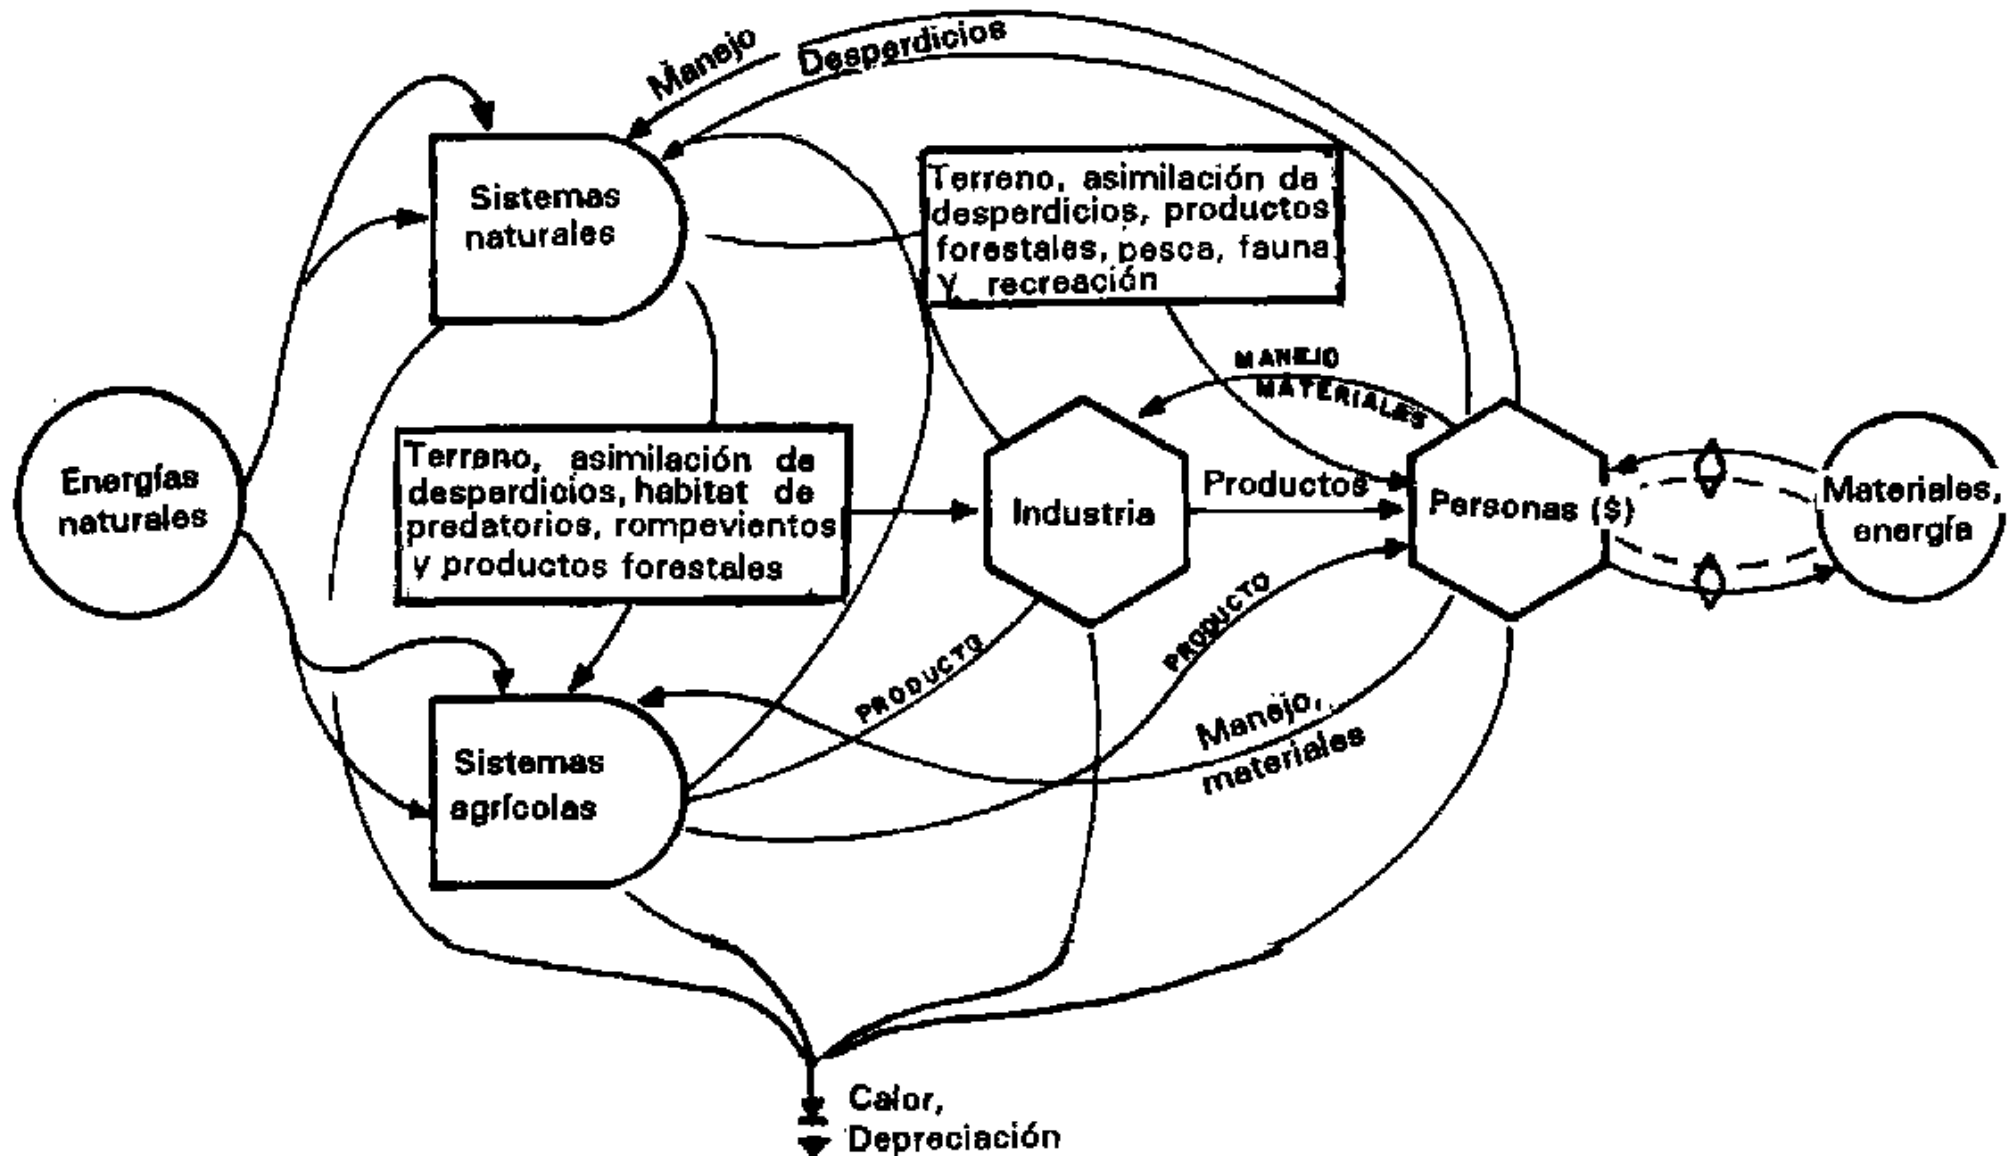 Manejo
Desperdicios
Sistemas
naturales
Terreno, asimilación de
desperdicios, productos
forestales, pesca, fauna
y recreación
MANEJO
MATERIALES
Energías
naturales
Terreno, asimilación de
desperdicios, habitat de
predatorios, rompevientos
y productos forestales
Industria
Productos
Personas ($)
Materiales,
energía
PRODUCTO
PRODUCTO
Manejo,
materiales
Sistemas
agrícolas
Calor,
Depreciación